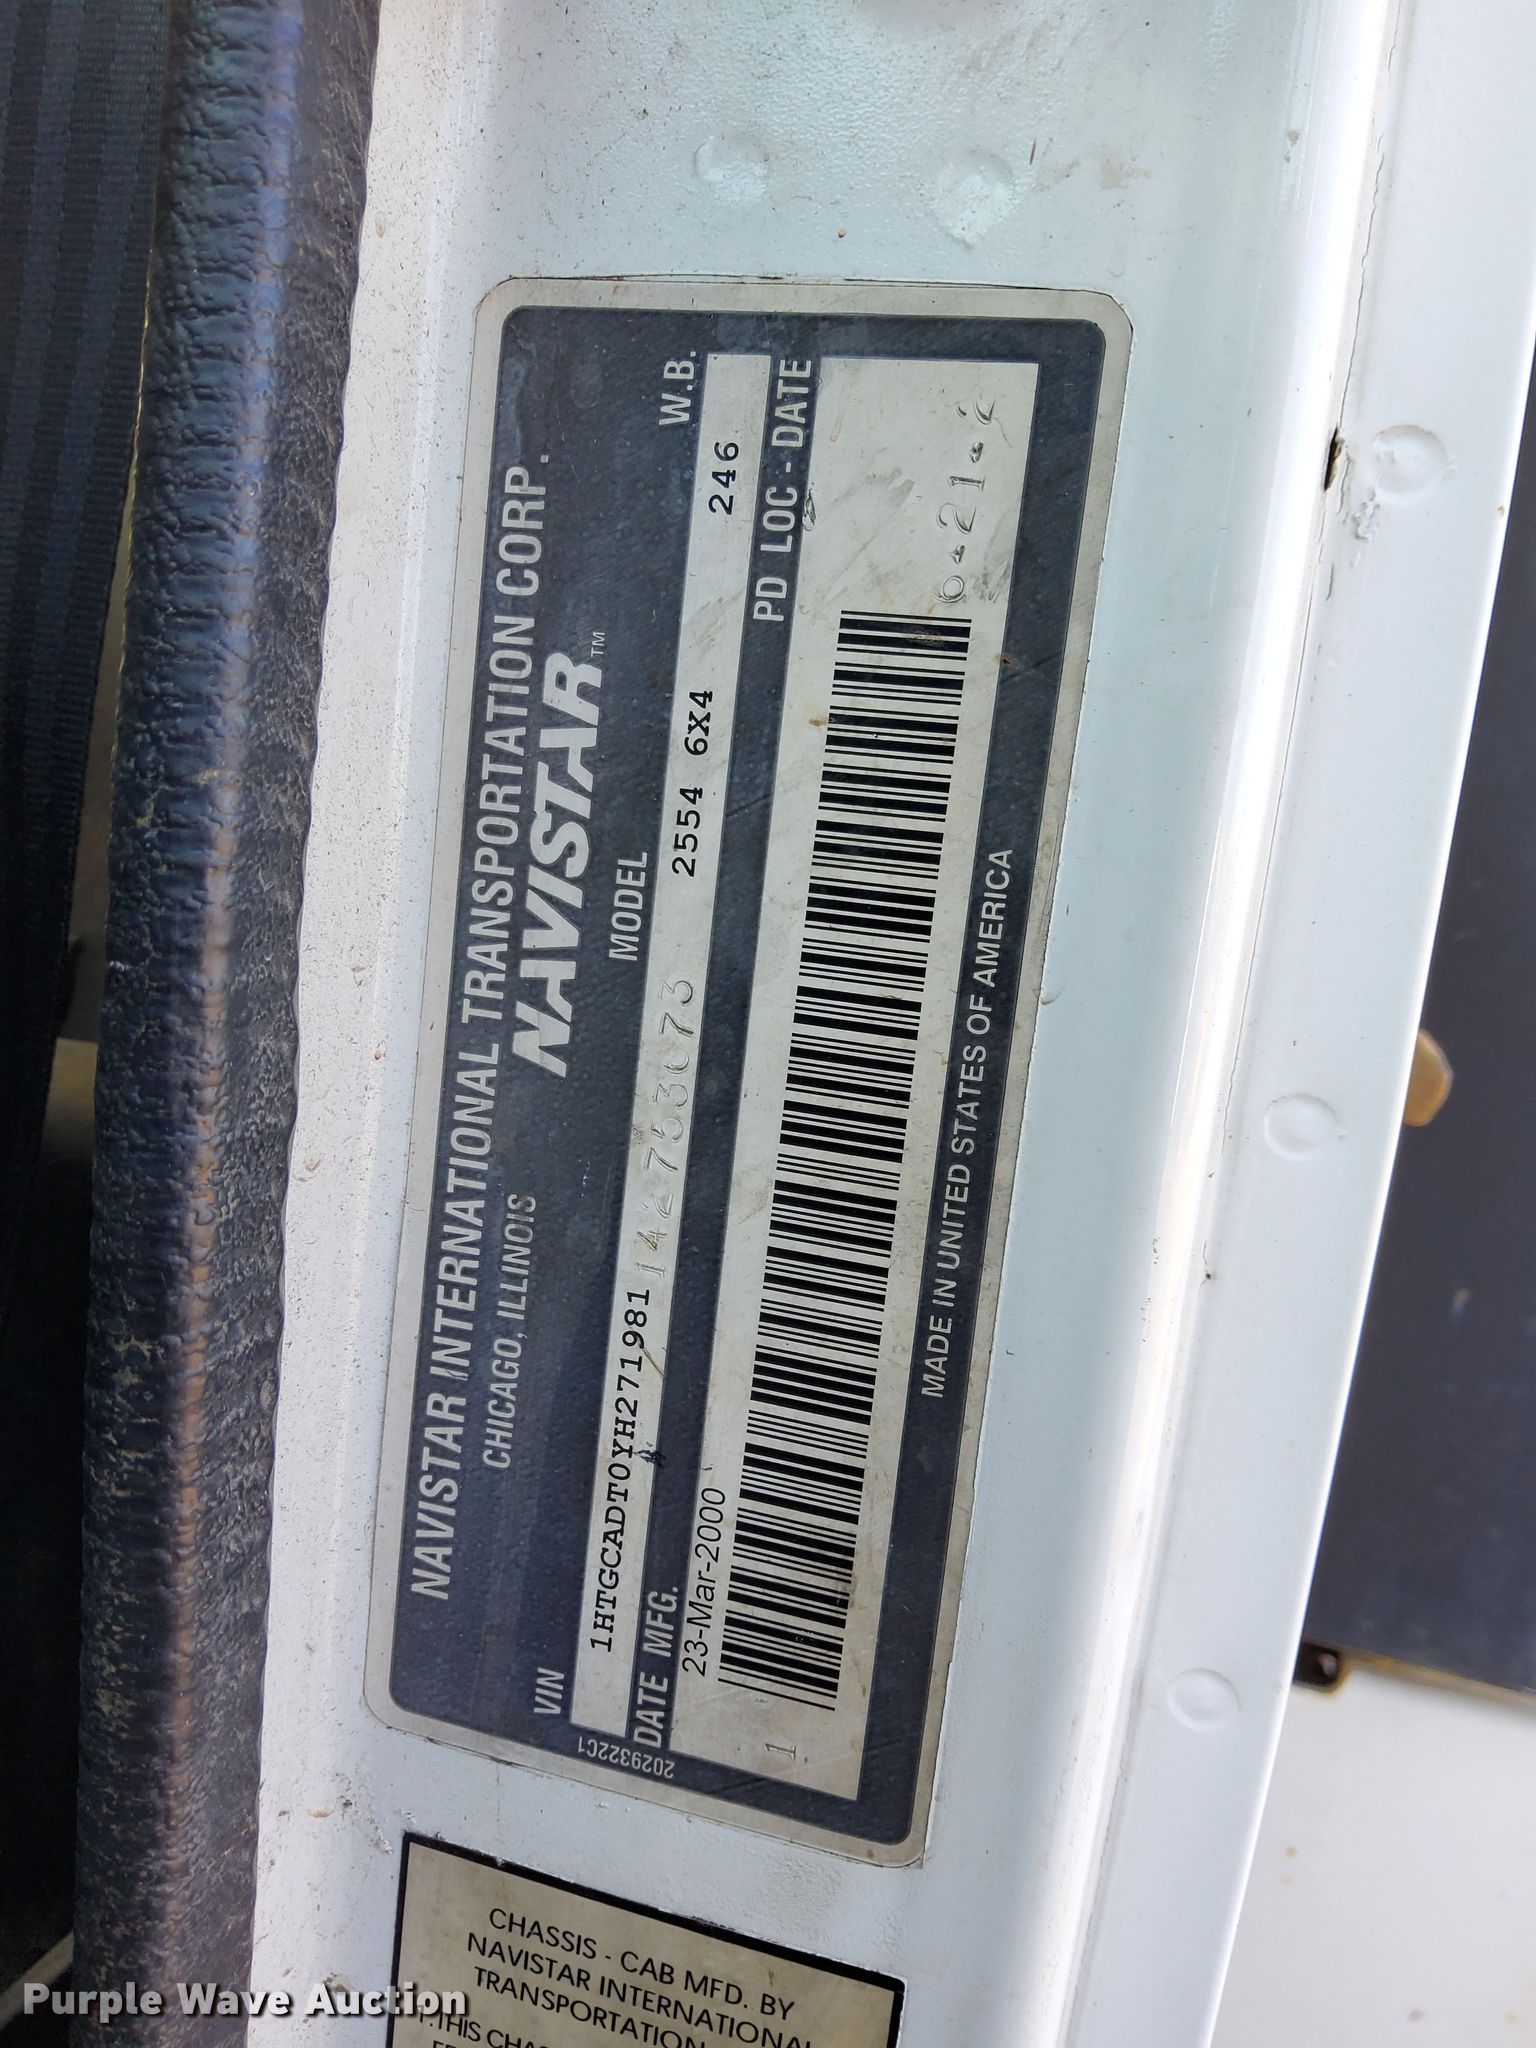 NAVISTAR INTERNATIONAL TRANSPORTATION CORP.
CHICAGO, ILLINOIS
NAVISTAR™
VIN MODEL W.B.
1HTGCADT0YH271981 142753073 2554 6X4 246
DATE MFG. PD LOC - DATE
23-Mar-2000
1
MADE IN UNITED STATES OF AMERICA
2029322C1
CHASSIS - CAB MFD. BY
NAVISTAR INTERNATIONAL
TRANSPORTATION
THIS
Purple Wave Auction